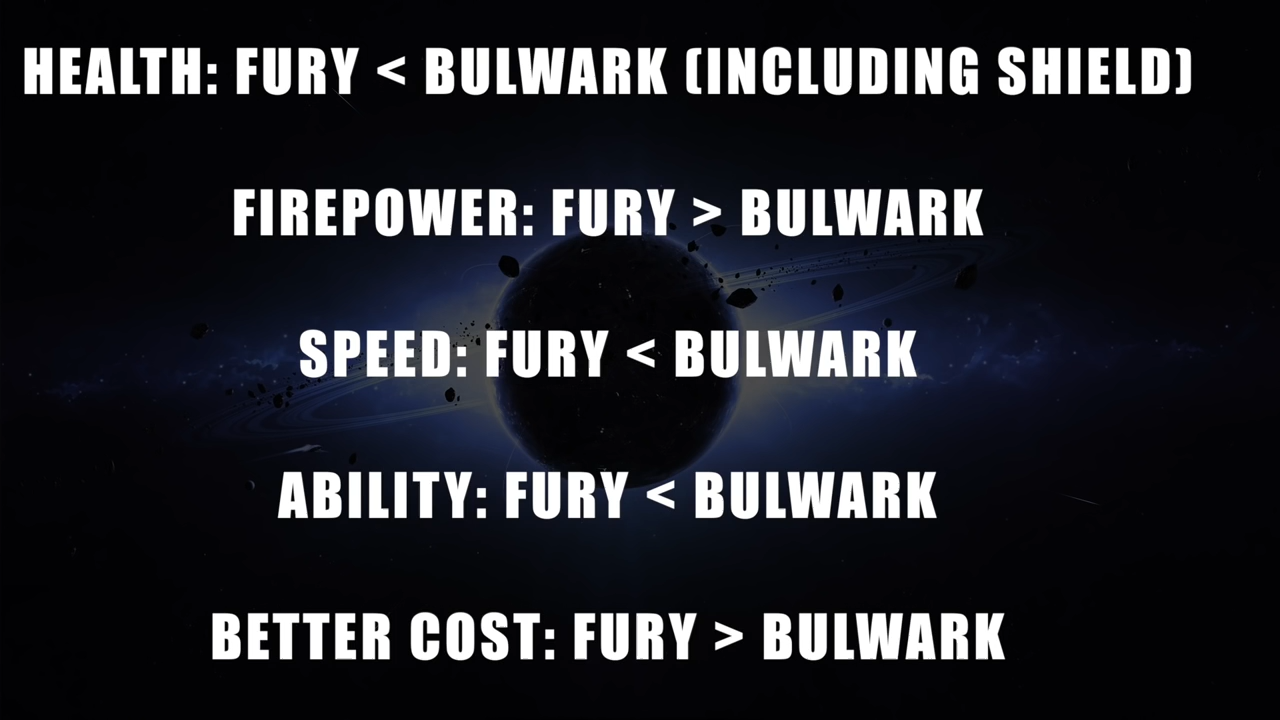 HEALTH: FURY < BULWARK (INCLUDING SHIELD)
FIREPOWER: FURY > BULWARK
SPEED: FURY < BULWARK
ABILITY: FURY < BULWARK
BETTER COST: FURY > BULWARK